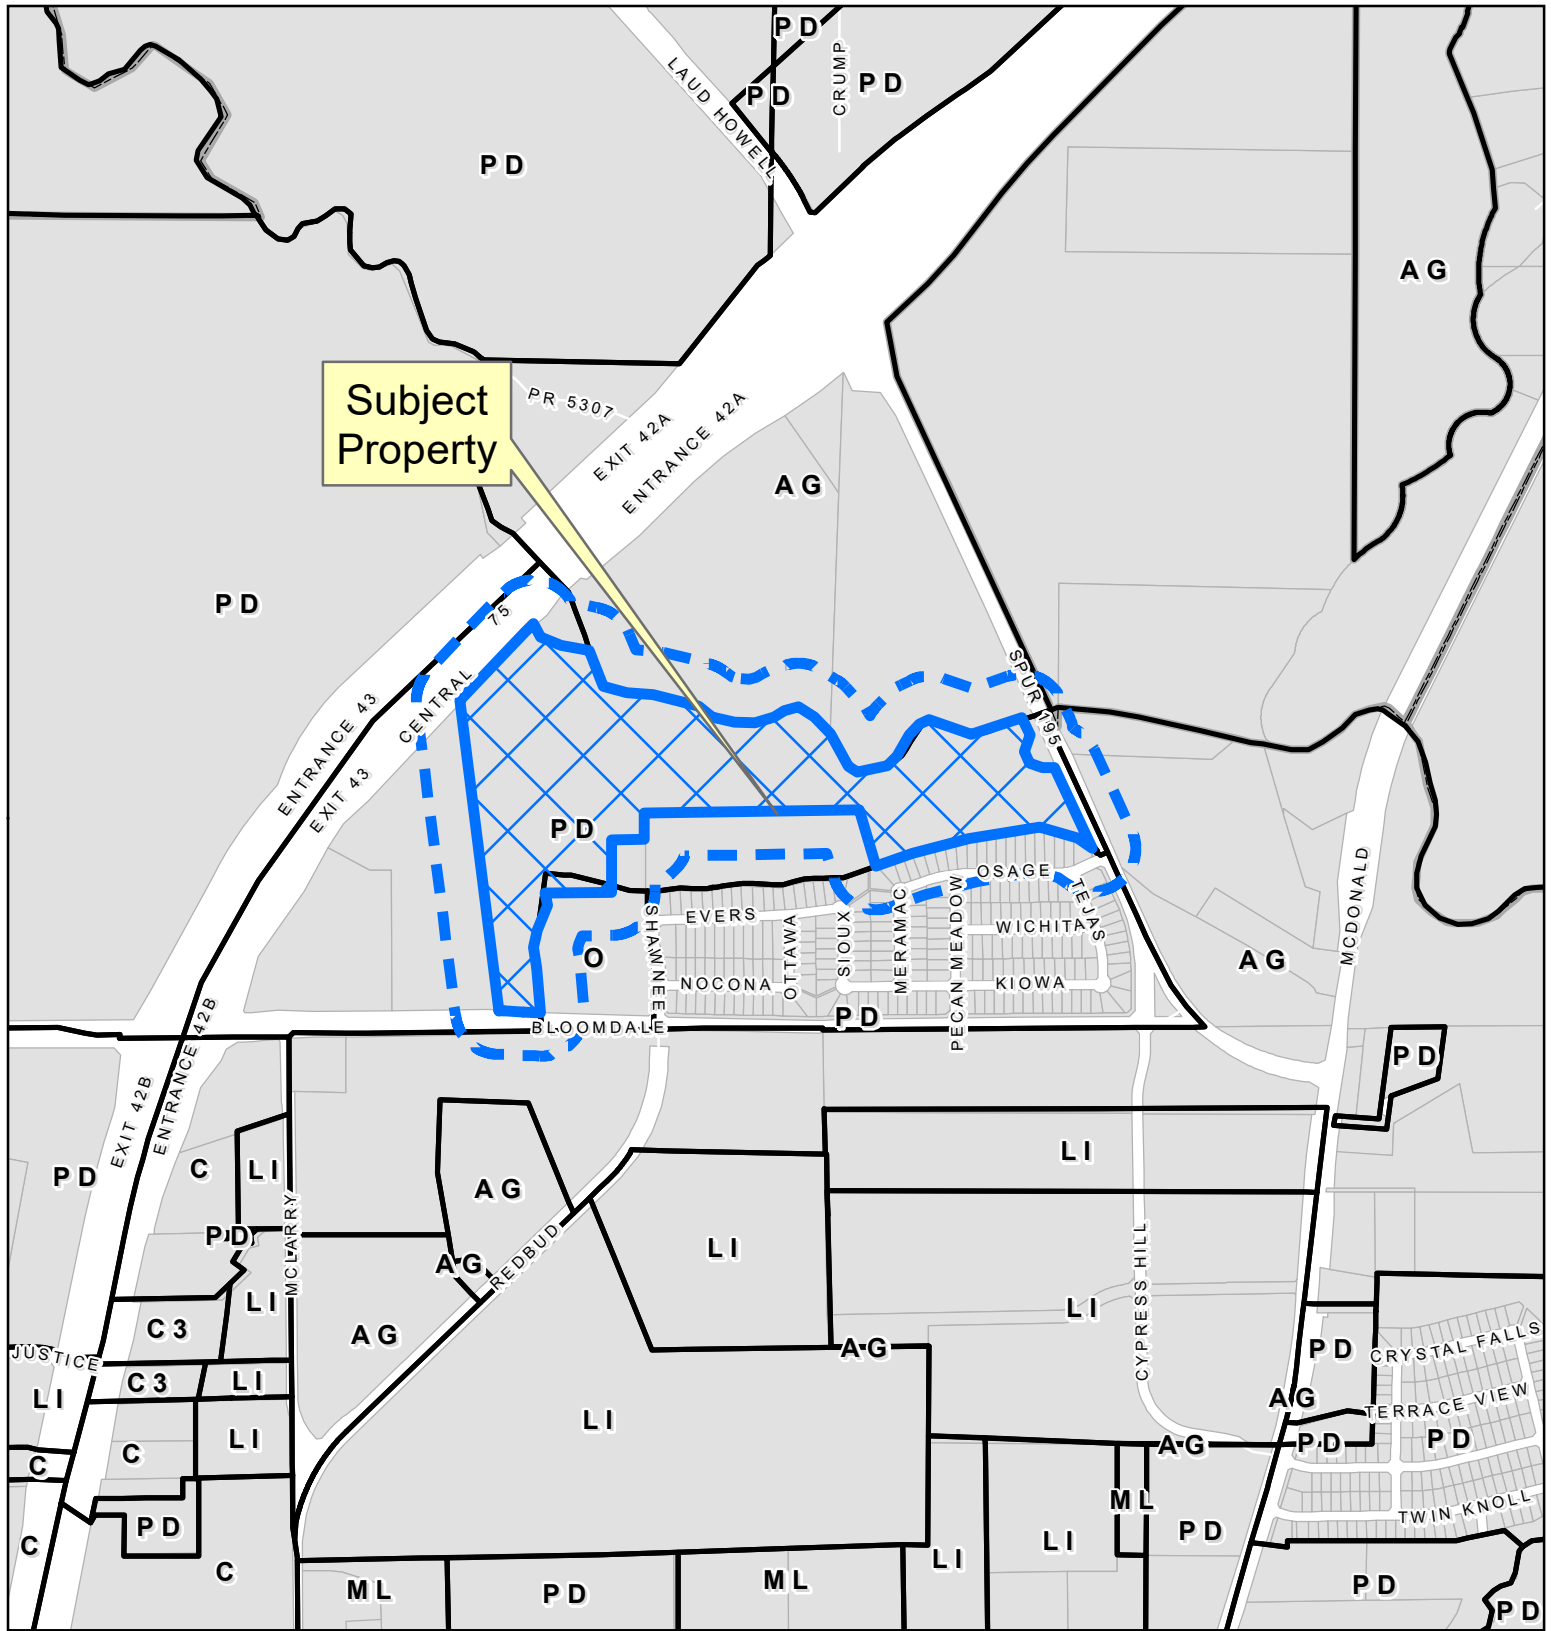 PD
PD
CRUMP
PD
LAUD HOWELL
PD
AG
Subject
Property
PR 5307
EXIT 42A
ENTRANCE 42A
AG
PD
75
CENTRAL
SPUR 195
ENTRANCE 43
EXIT 43
PD
MCDONALD
OSAGE
TEJAS
EVERS
SHAWNEE
OTTAWA
SIOUX
MERAMAC
PECAN MEADOW
WICHITA
O
AG
NOCONA
KIOWA
PD
BLOOMDALE
ENTRANCE 42B
EXIT 42B
PD
PD
C
LI
LI
AG
MCLARRY
PD
REDBUD
LI
AG
CYPRESS HILL
LI
LI
C3
AG
AG
PD
CRYSTAL FALLS
JUSTICE
C3
LI
LI
AG
TERRACE VIEW
LI
C
LI
AG
PD
PD
C
ML
TWIN KNOLL
PD
PD
C
LI
LI
C
ML
PD
ML
PD
PD